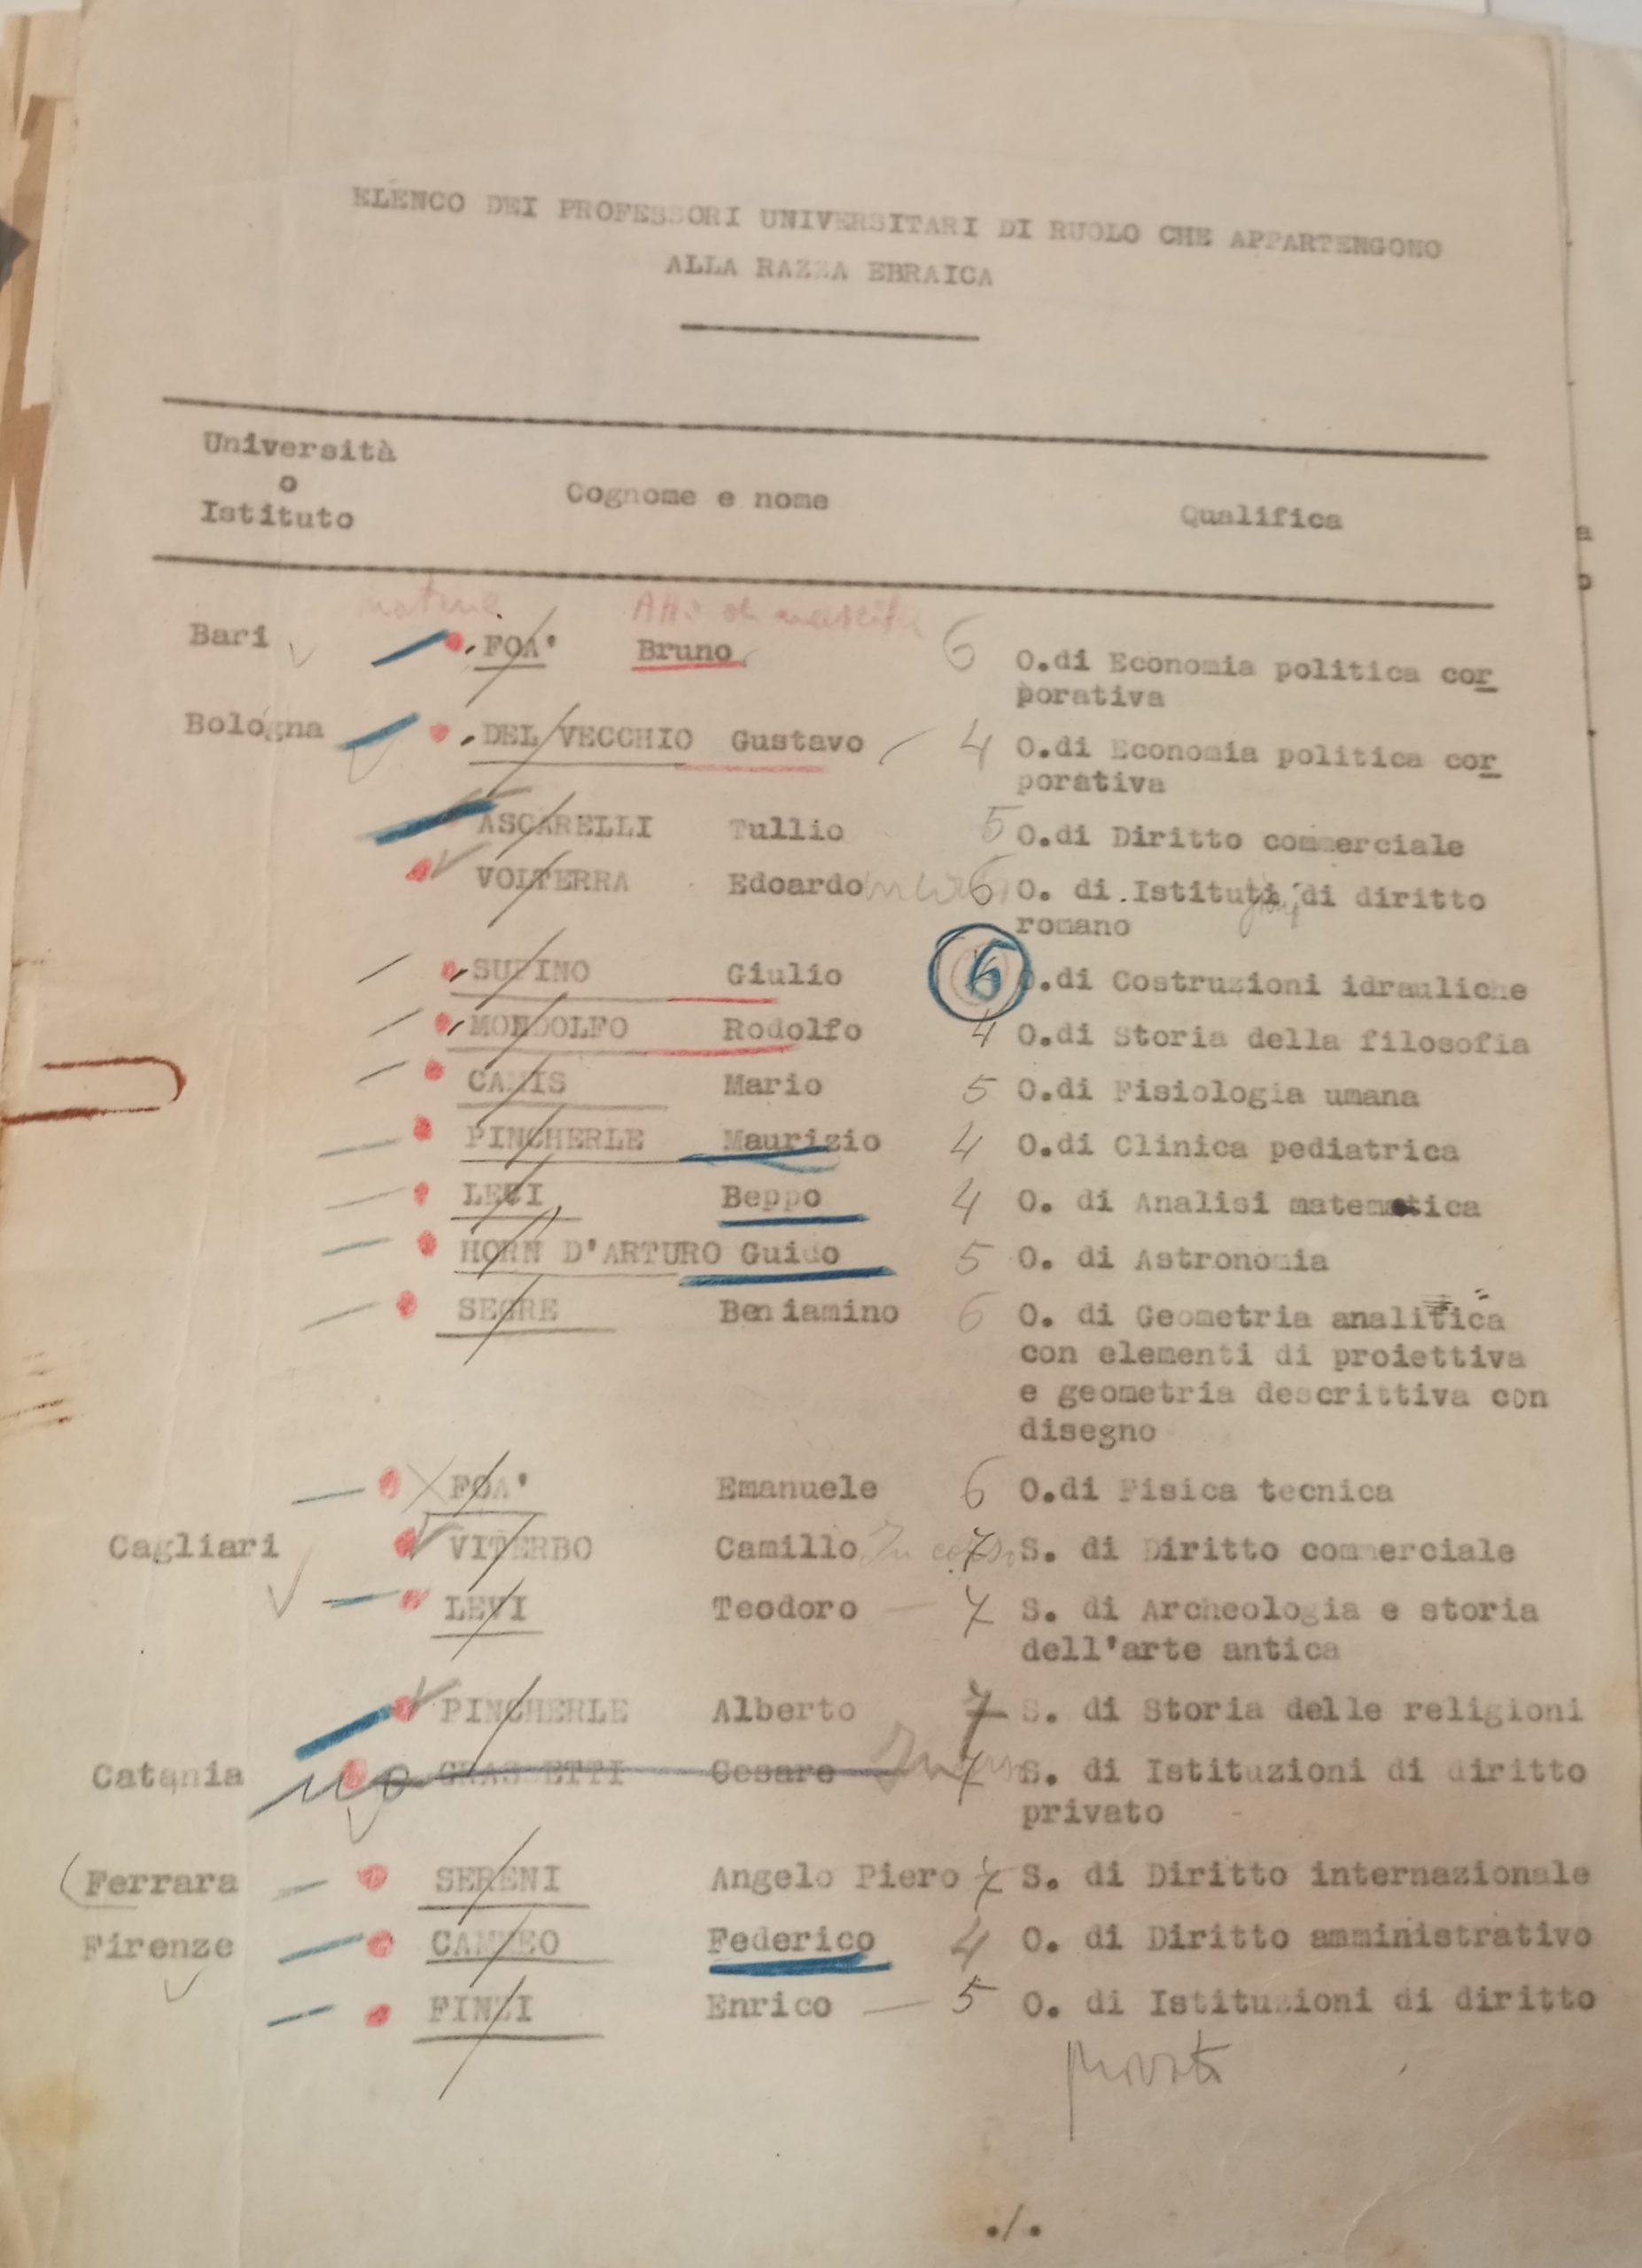 ELENCO DEI PROFESSORI UNIVERSITARI DI RUOLO CHE APPARTENGONO
ALLA RAZZA EBRAICA
Università
o
Istituto
Cognome e nome
Qualifica
Bari FOA' Bruno 6 O.di Economia politica cor
porativa
Bologna DEL VECCHIO Gustavo 4 O.di Economia politica cor
porativa
ASCARELLI Tullio 5 O.di Diritto commerciale
VOLTERRA Edoardo 6 O. di Istituti di diritto
romano
SUPINO Giulio 6 O.di Costruzioni idrauliche
MONDOLFO Rodolfo 4 O.di Storia della filosofia
CAMIS Mario 5 O.di Fisiologia umana
PINCHERLE Maurizio 4 O.di Clinica pediatrica
LEVI Beppo 4 O. di Analisi matematica
HORN D'ARTURO Guido 5 O. di Astronomia
SEGRE Beniamino 6 O. di Geometria analitica
con elementi di proiettiva
e geometria descrittiva con
disegno
FOA' Emanuele 6 O.di Fisica tecnica
Cagliari VITERBO Camillo In corso 7 S. di Diritto commerciale
LEVI Teodoro 7 S. di Archeologia e storia
dell'arte antica
PINCHERLE Alberto 7 S. di Storia delle religioni
Catania no GRASSETTI Cesare 7 S. di Istituzioni di diritto
privato
Ferrara SERENI Angelo Piero 7 S. di Diritto internazionale
Firenze CAMMEO Federico 4 O. di Diritto amministrativo
FINZI Enrico 5 O. di Istituzioni di diritto
privato
./.